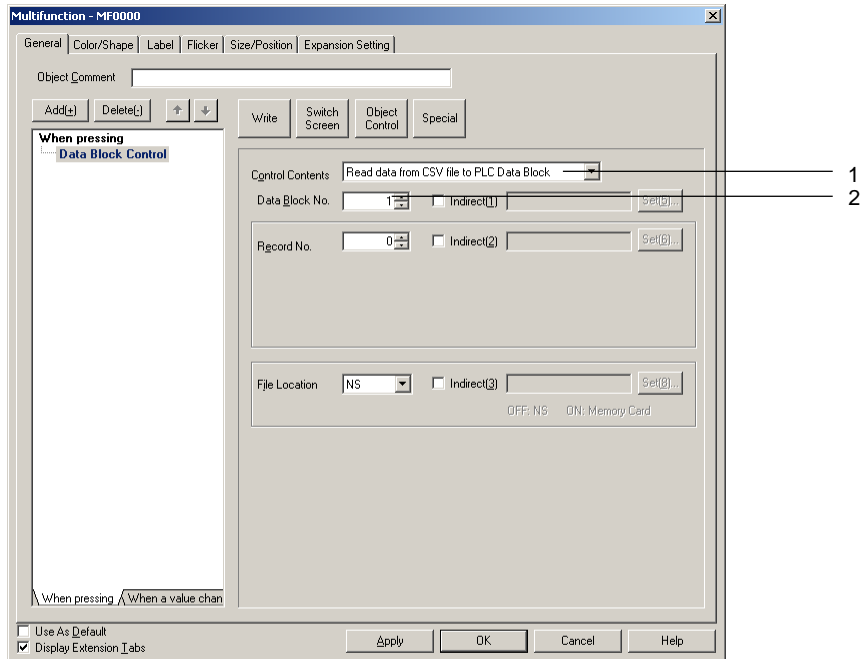 Multifunction - MF0000
General Color/Shape Label Flicker Size/Position Expansion Setting
Object Comment
Add(+) Delete(-) Write Switch Screen Object Control Special
When pressing
Data Block Control
Control Contents Read data from CSV file to PLC Data Block 1
Data Block No. 1 Indirect(1) Set(5)... 2
Record No. 0 Indirect(2) Set(6)...
File Location NS Indirect(3) Set(8)...
OFF: NS ON: Memory Card
When pressing When a value chan
Use As Default
Display Extension Tabs
Apply OK Cancel Help